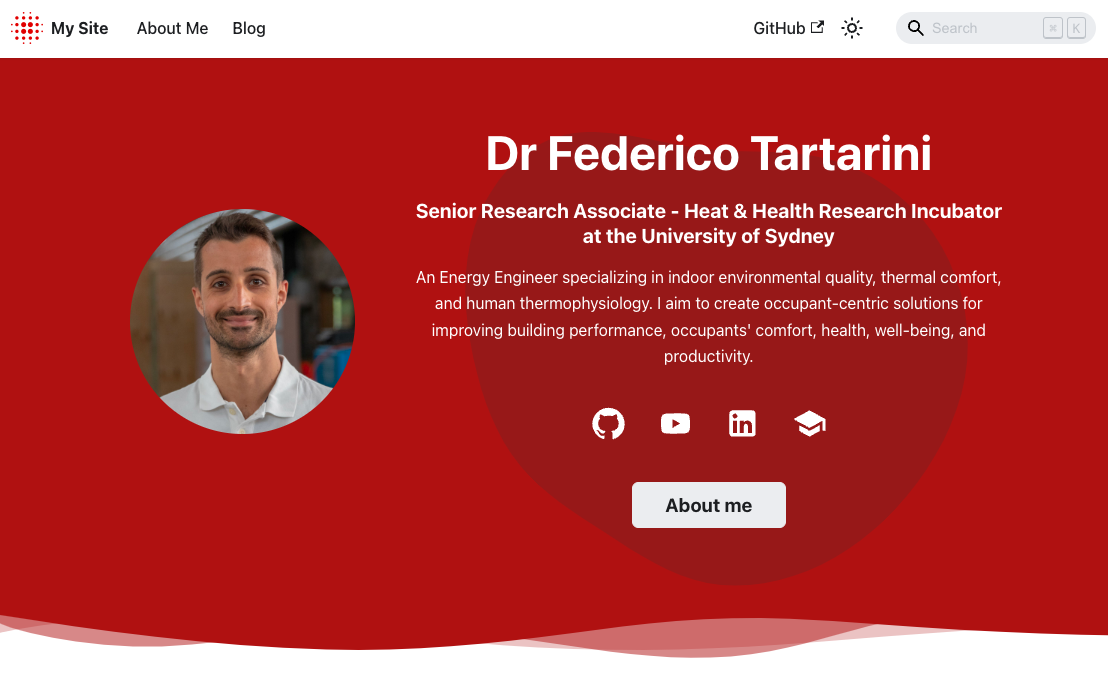 My Site
About Me
Blog
GitHub
Search
⌘ K
Dr Federico Tartarini
Senior Research Associate - Heat & Health Research Incubator
at the University of Sydney
An Energy Engineer specializing in indoor environmental quality, thermal comfort,
and human thermophysiology. I aim to create occupant-centric solutions for
improving building performance, occupants' comfort, health, well-being, and
productivity.
in
About me